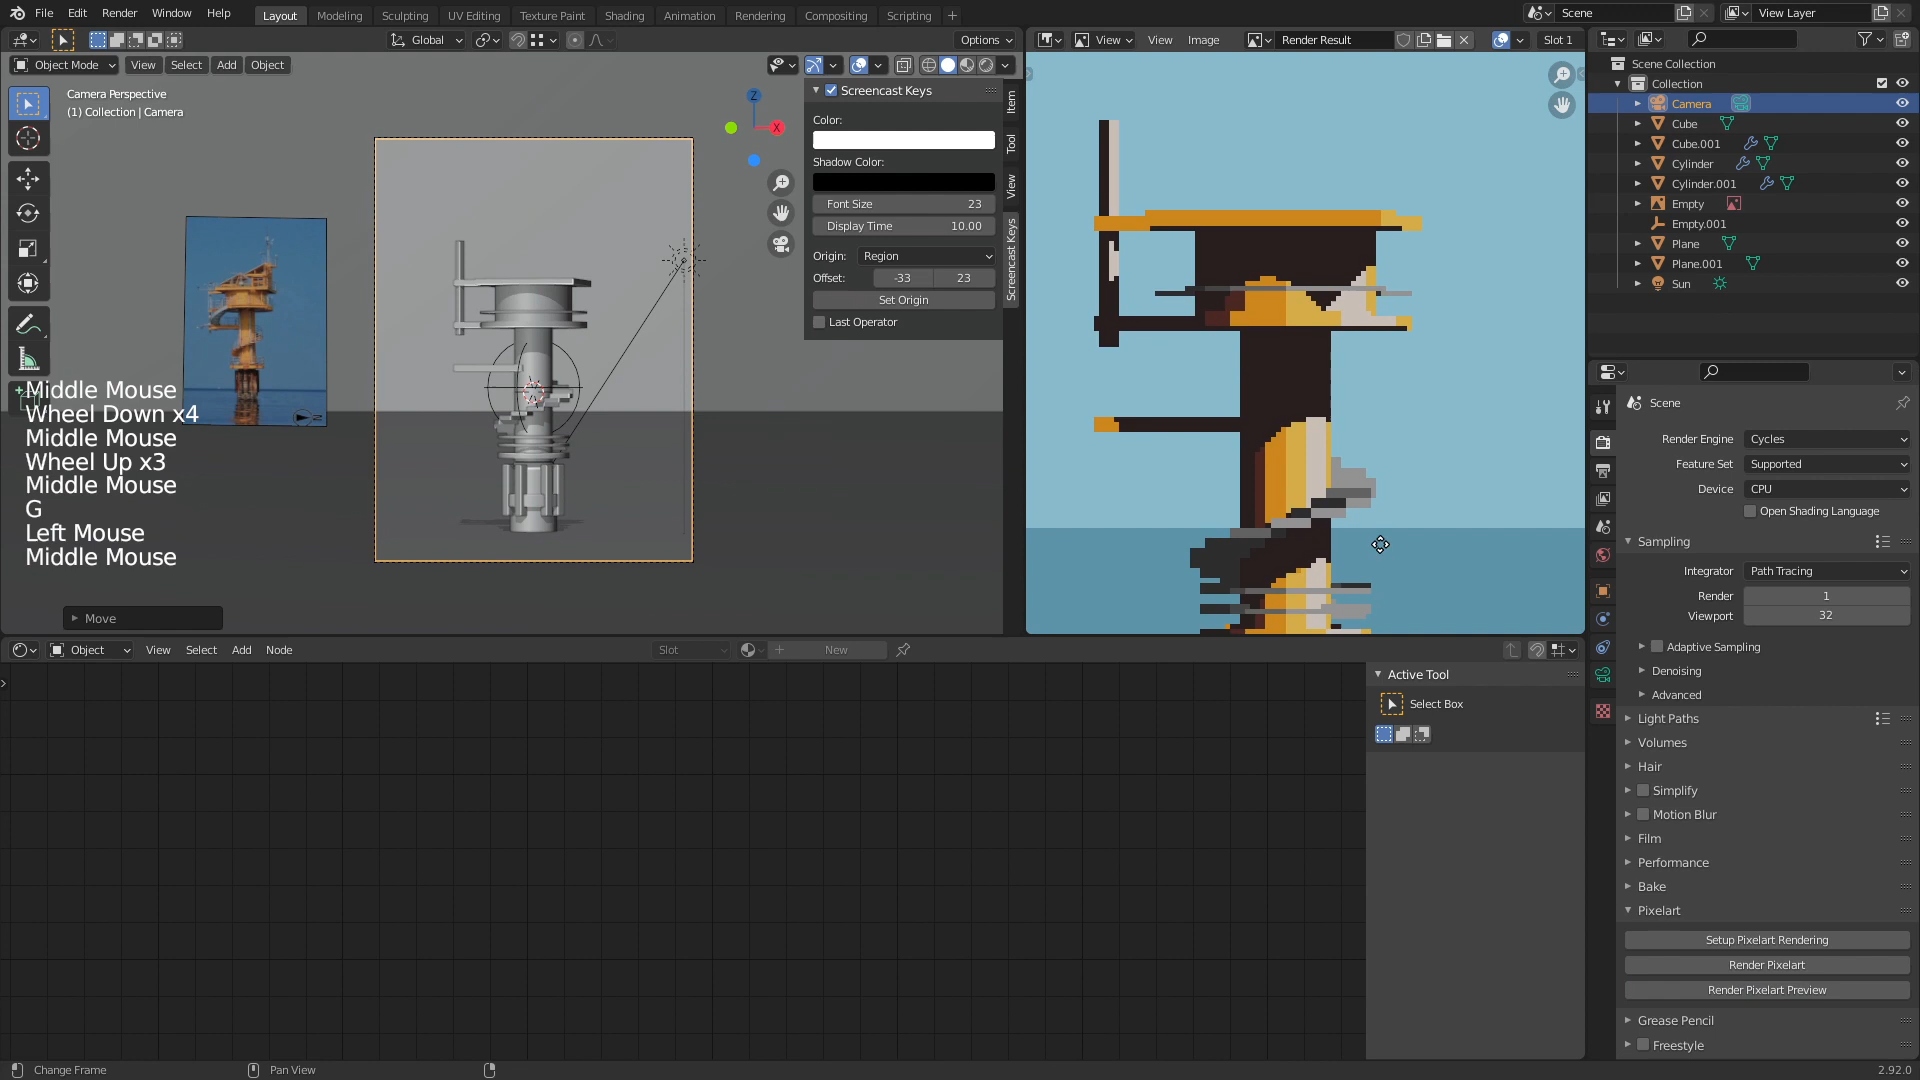 File Edit Render Window Help Layout Modeling Sculpting UV Editing Texture Paint Shading Animation Rendering Compositing Scripting + Scene View Layer
Global Options View View Image Render Result Slot 1
Object Mode View Select Add Object
Camera Perspective
(1) Collection | Camera
Z
X
Screencast Keys
Color:
Shadow Color:
Font Size 23
Display Time 10.00
Origin: Region
Offset: -33 23
Set Origin
Last Operator
Item
Tool
View
Screencast Keys
Middle Mouse
Wheel Down x4
Middle Mouse
Wheel Up x3
Middle Mouse
G
Left Mouse
Middle Mouse
Move
Scene Collection
Collection
Camera
Cube
Cube.001
Cylinder
Cylinder.001
Empty
Empty.001
Plane
Plane.001
Sun
Scene
Render Engine Cycles
Feature Set Supported
Device CPU
Open Shading Language
Sampling
Integrator Path Tracing
Render 1
Viewport 32
Adaptive Sampling
Denoising
Advanced
Light Paths
Volumes
Hair
Simplify
Motion Blur
Film
Performance
Bake
Pixelart
Setup Pixelart Rendering
Render Pixelart
Render Pixelart Preview
Grease Pencil
Freestyle
Object View Select Add Node Slot New
Active Tool
Select Box
Change Frame Pan View 2.92.0